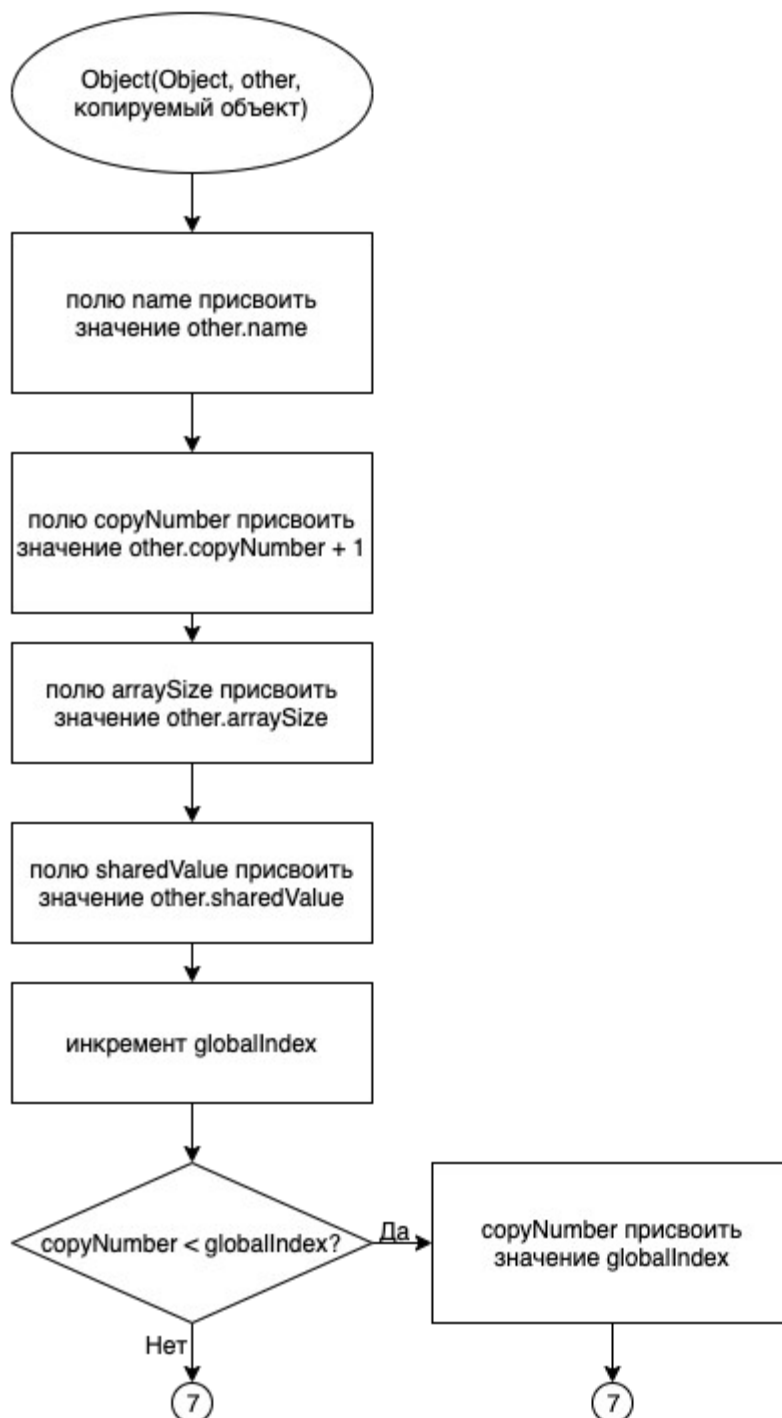 Object(Object, other,
копируемый объект)
полю name присвоить
значение other.name
полю copyNumber присвоить
значение other.copyNumber + 1
полю arraySize присвоить
значение other.arraySize
полю sharedValue присвоить
значение other.sharedValue
инкремент globalIndex
copyNumber < globalIndex?
Да
copyNumber присвоить
значение globalIndex
Нет
7
7